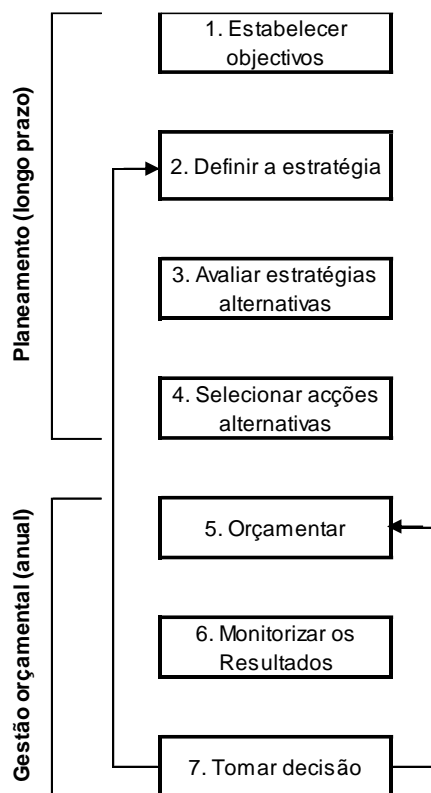 Planeamento (longo prazo)
1. Estabelecer
objectivos
2. Definir a estratégia
3. Avaliar estratégias
alternativas
4. Selecionar acções
alternativas
Gestão orçamental (anual)
5. Orçamentar
6. Monitorizar os
Resultados
7. Tomar decisão